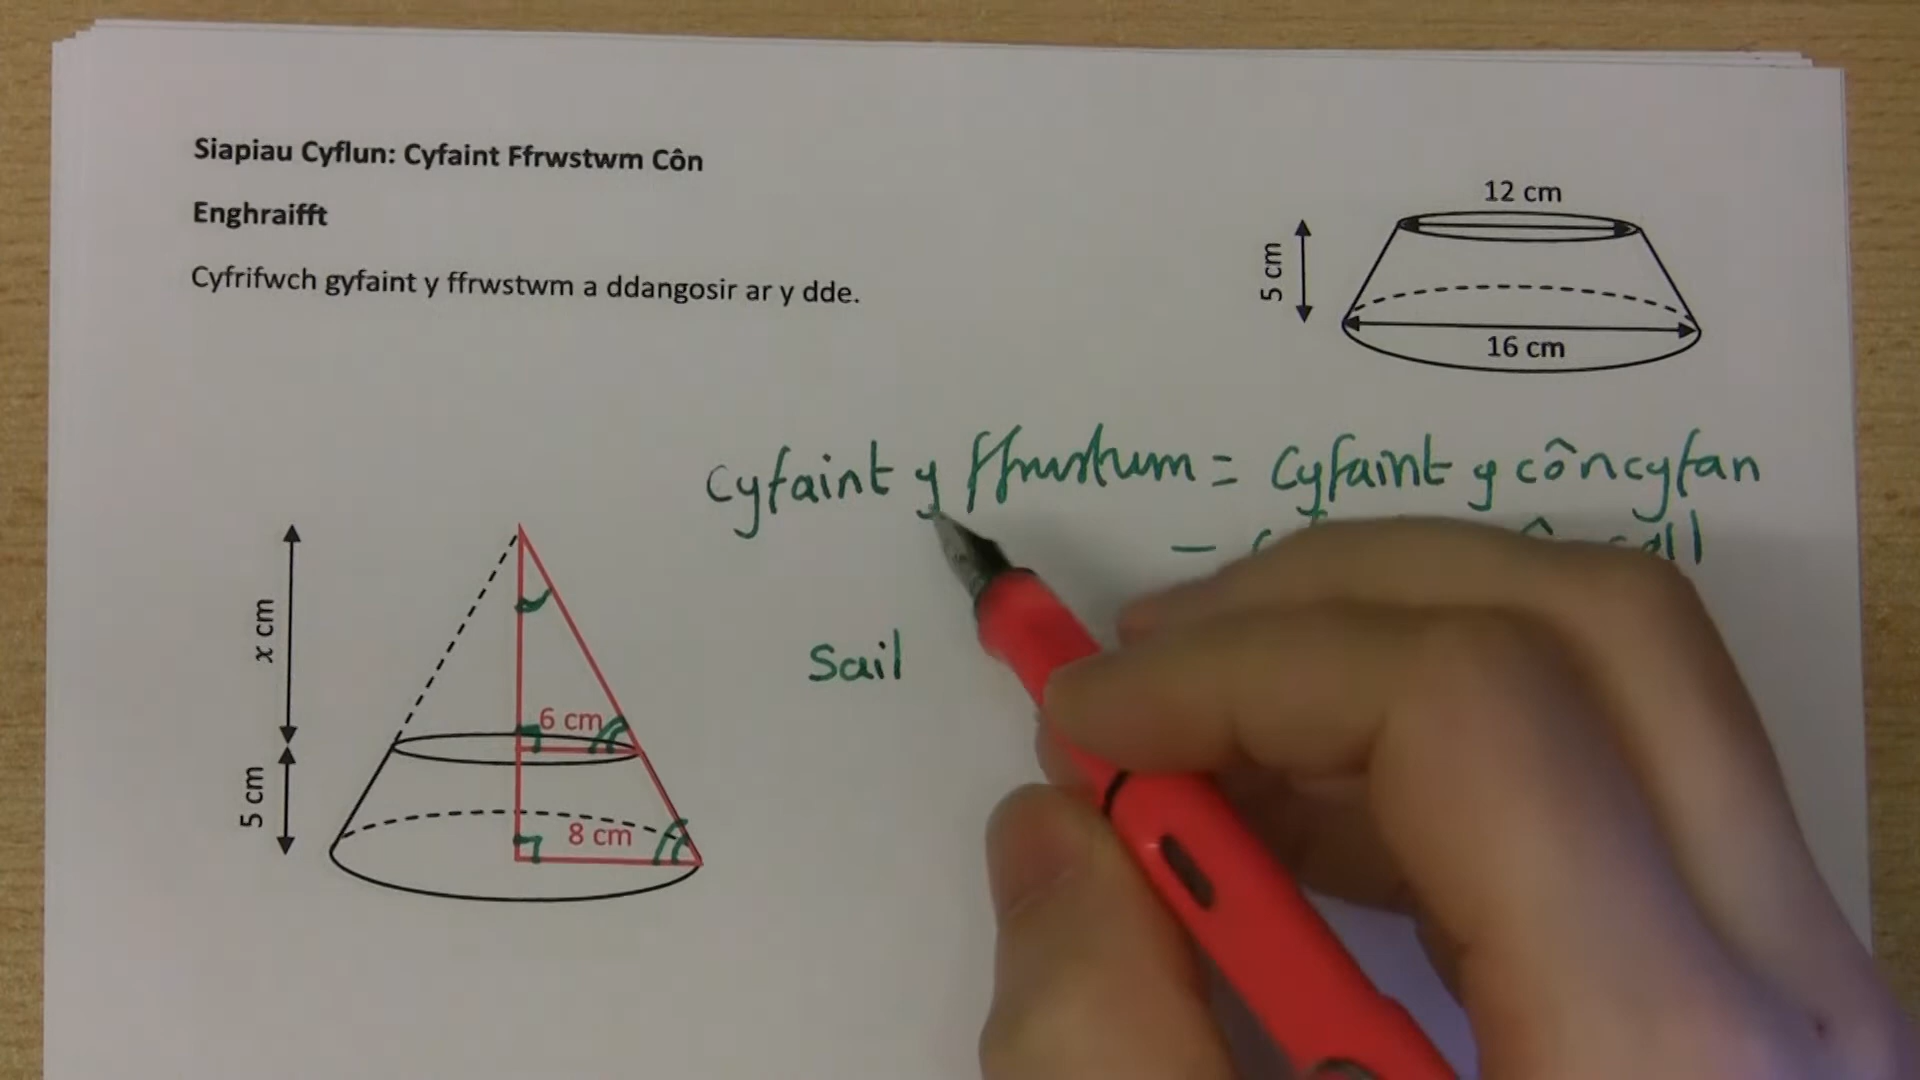 Siapiau Cyflun: Cyfaint Ffrwstwm Côn
Enghraifft
Cyfrifwch gyfaint y ffrwstwm a ddangosir ar y dde.
12 cm
5 cm
16 cm
Cyfaint y ffrwstwm = Cyfaint y côn cyfan
−
Sail
x cm
6 cm
5 cm
8 cm